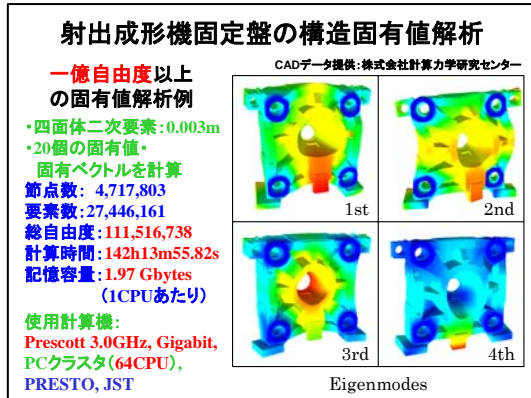 射出成形機固定盤の構造固有値解析
一億自由度以上
の固有値解析例
CADデータ提供：株式会社計算力学研究センター
・四面体二次要素：0.003m
・20個の固有値・
固有ベクトルを計算
節点数： 4,717,803
要素数：27,446,161
総自由度：111,516,738
計算時間：142h13m55.82s
記憶容量：1.97 Gbytes
（1CPUあたり）
使用計算機：
Prescott 3.0GHz, Gigabit,
PCクラスタ（64CPU）,
PRESTO, JST
1st
2nd
3rd
4th
Eigenmodes